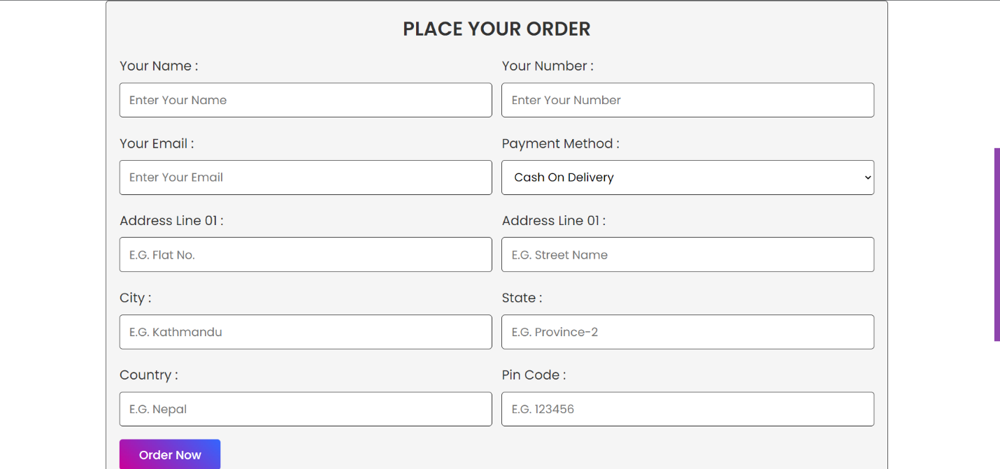 PLACE YOUR ORDER
Your Name :
Your Number :
Enter Your Name
Enter Your Number
Your Email :
Payment Method :
Enter Your Email
Cash On Delivery
Address Line 01 :
Address Line 01 :
E.G. Flat No.
E.G. Street Name
City :
State :
E.G. Kathmandu
E.G. Province-2
Country :
Pin Code :
E.G. Nepal
E.G. 123456
Order Now